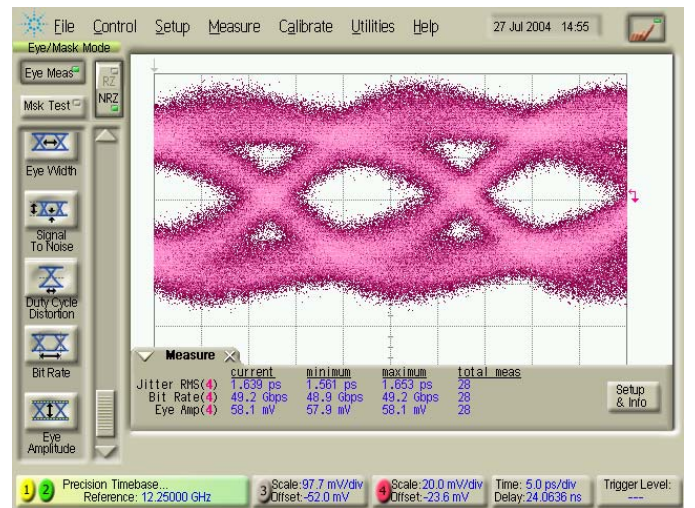 File Control Setup Measure Calibrate Utilities Help 27 Jul 2004 14:55
Eye/Mask Mode
Eye Meas
RZ
Msk Test
NRZ
Eye Width
Signal
To Noise
Duty Cycle
Distortion
Bit Rate
Eye
Amplitude
Measure
current minimum maximum total meas
Jitter RMS(4) 1.639 ps 1.561 ps 1.653 ps 28
Bit Rate(4) 49.2 Gbps 48.9 Gbps 49.2 Gbps 28
Eye Amp(4) 58.1 mV 57.9 mV 58.1 mV 28
Setup
& Info
1 2 Precision Timebase...
Reference: 12.25000 GHz
3 Scale:97.7 mV/div
Offset:-52.0 mV
4 Scale:20.0 mV/div
Offset:-23.6 mV
Time: 5.0 ps/div
Delay:24.0636 ns
Trigger Level:
---